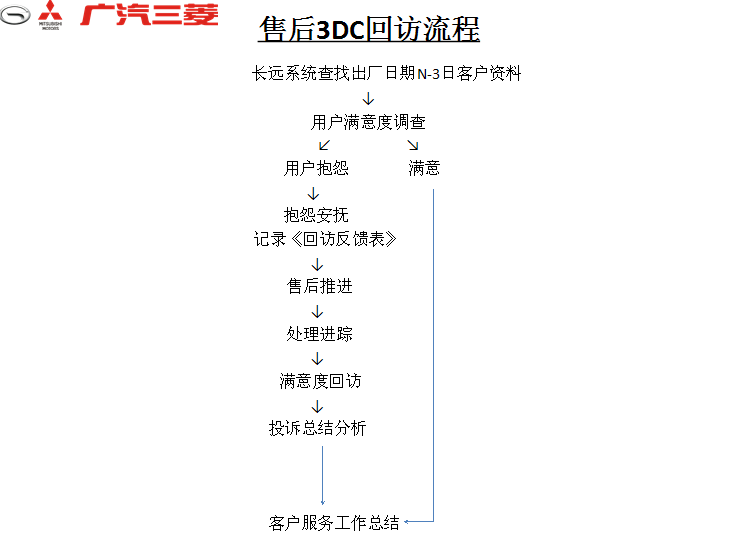 MITSUBISHI
MOTORS
广汽三菱
售后3DC回访流程
长远系统查找出厂日期N-3日客户资料
用户满意度调查
用户抱怨 满意
抱怨安抚
记录《回访反馈表》
售后推进
处理进踪
满意度回访
投诉总结分析
客户服务工作总结